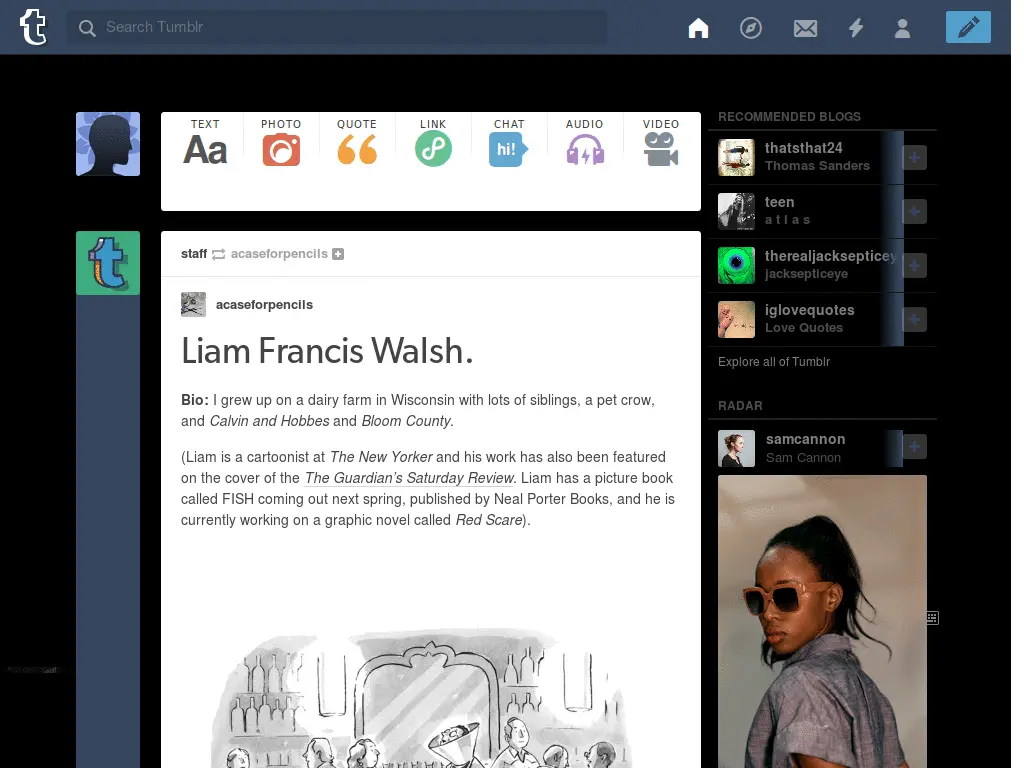 Search Tumblr
TEXT
Aa
PHOTO
QUOTE
LINK
CHAT
hi!
AUDIO
VIDEO
staff acaseforpencils
acaseforpencils
Liam Francis Walsh.
Bio: I grew up on a dairy farm in Wisconsin with lots of siblings, a pet crow,
and Calvin and Hobbes and Bloom County.
(Liam is a cartoonist at The New Yorker and his work has also been featured
on the cover of the The Guardian's Saturday Review. Liam has a picture book
called FISH coming out next spring, published by Neal Porter Books, and he is
currently working on a graphic novel called Red Scare).
RECOMMENDED BLOGS
thatsthat24
Thomas Sanders
teen
a t l a s
therealjacksepticey
jacksepticeye
iglovequotes
Love Quotes
Explore all of Tumblr
RADAR
samcannon
Sam Cannon